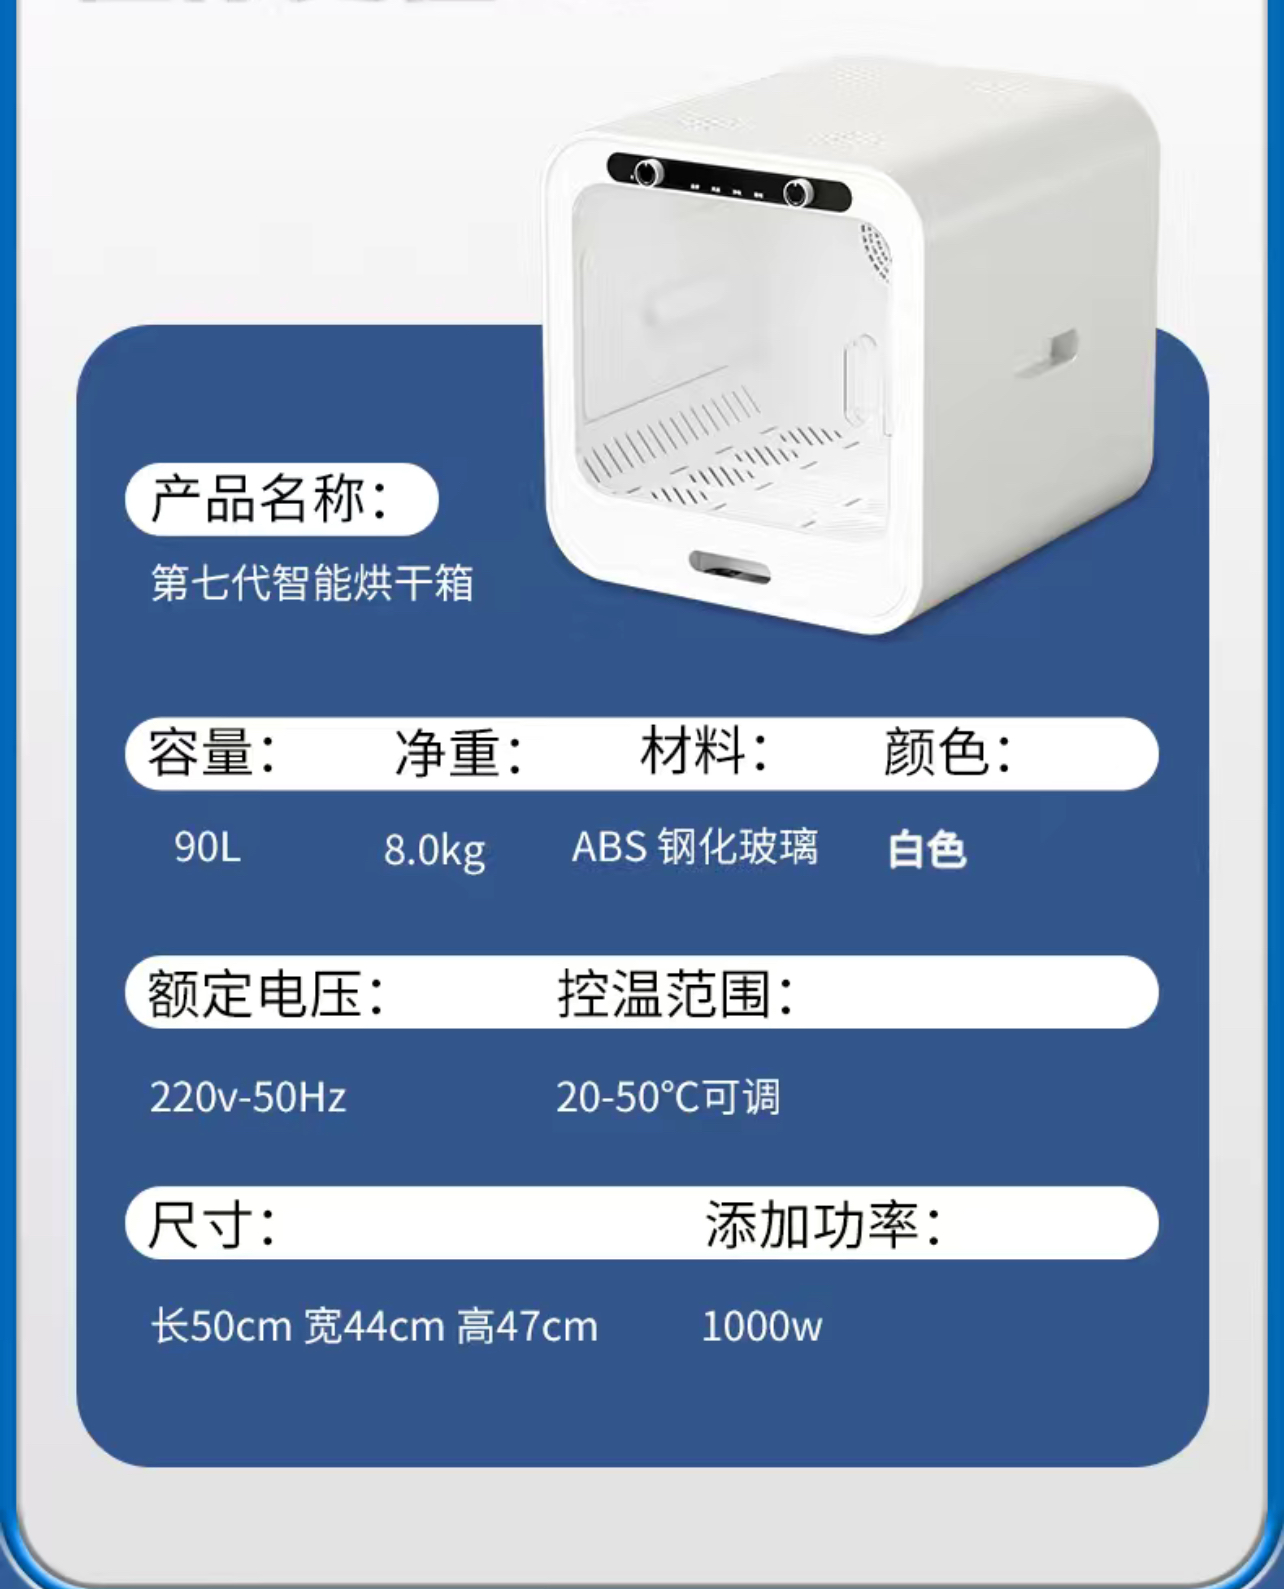 产品名称：
第七代智能烘干箱
容量： 净重： 材料： 颜色：
90L 8.0kg ABS 钢化玻璃 白色
额定电压： 控温范围：
220v-50Hz 20-50℃可调
尺寸： 添加功率：
长50cm 宽44cm 高47cm 1000w